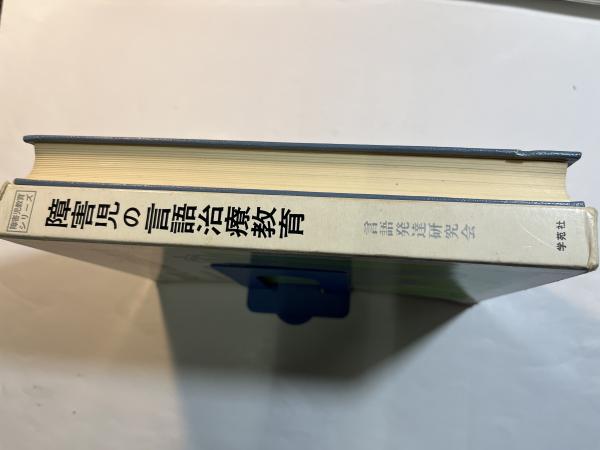 障害児教育
シリーズ
障害児の言語治療教育
言語発達研究会
学苑社